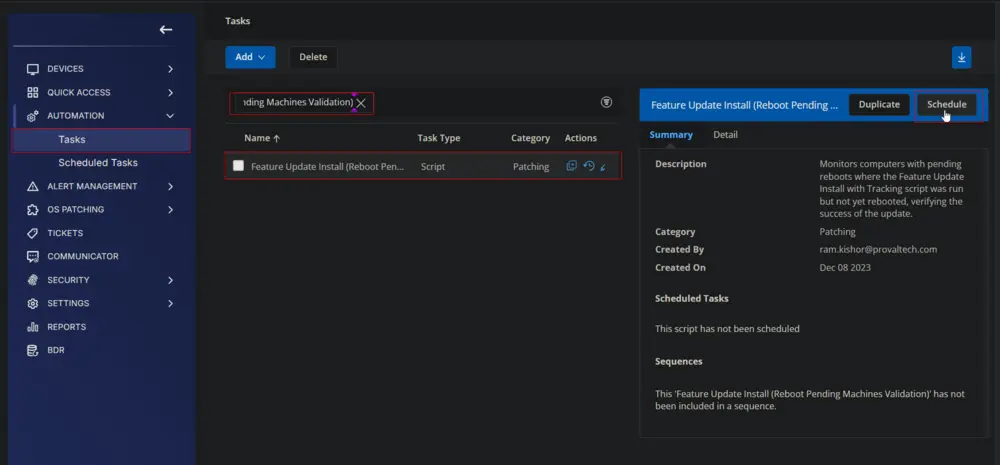 Tasks
Add
Delete
DEVICES
QUICK ACCESS
AUTOMATION
Tasks
Scheduled Tasks
ALERT MANAGEMENT
OS PATCHING
TICKETS
COMMUNICATOR
SECURITY
SETTINGS
REPORTS
BDR
nding Machines Validation)
Name
Task Type
Category
Actions
Feature Update Install (Reboot Pen...
Script
Patching
Feature Update Install (Reboot Pending ...
Duplicate
Schedule
Summary
Detail
Description
Monitors computers with pending
reboots where the Feature Update
Install with Tracking script was run
but not yet rebooted, verifying the
success of the update.
Category
Patching
Created By
ram.kishor@provaltech.com
Created On
Dec 08 2023
Scheduled Tasks
This script has not been scheduled
Sequences
This 'Feature Update Install (Reboot Pending Machines Validation)' has not
been included in a sequence.